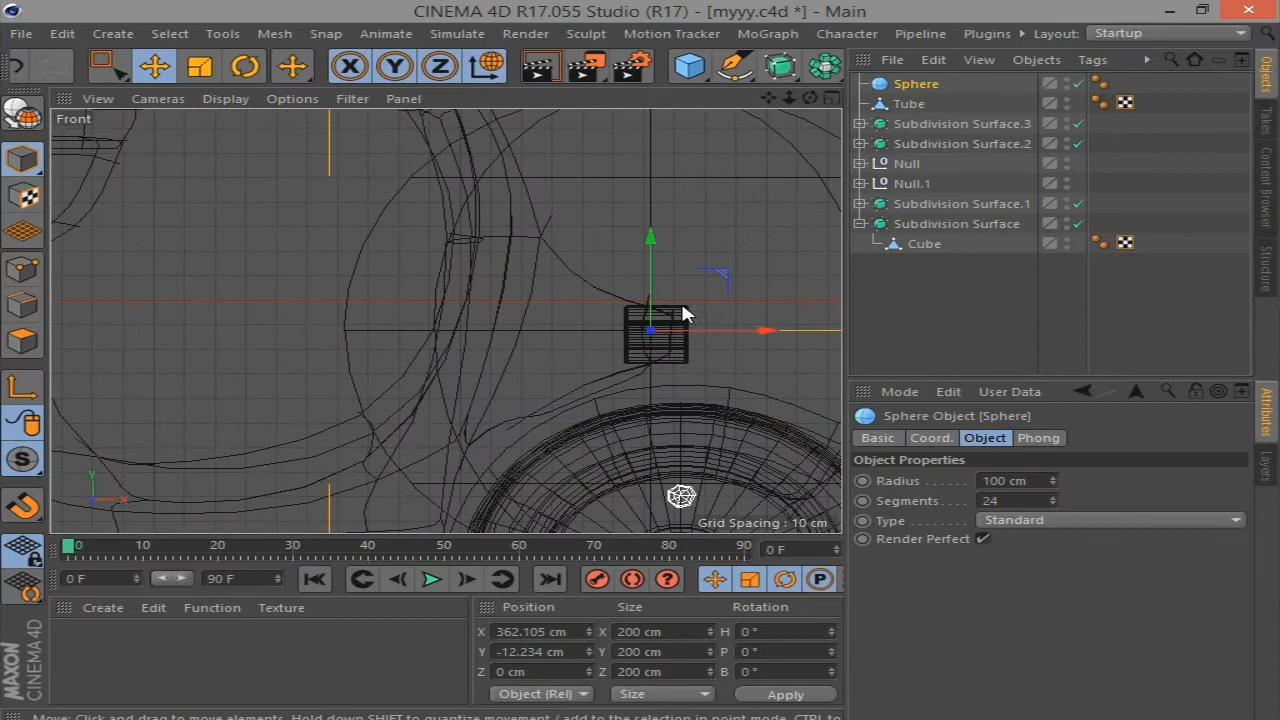 CINEMA 4D R17.055 Studio (R17) - [myyy.c4d *] - Main
File Edit Create Select Tools Mesh Snap Animate Simulate Render Sculpt Motion Tracker MoGraph Character Pipeline Plugins Layout: Startup
X Y Z
File Edit View Objects Tags
View Cameras Display Options Filter Panel
Front
Sphere
Tube
Subdivision Surface.3
Subdivision Surface.2
Null
Null.1
Subdivision Surface.1
Subdivision Surface
Cube
Objects
Takes
Content Browser
Structure
Y
X
Grid Spacing : 10 cm
Mode Edit User Data
Sphere Object [Sphere]
Basic Coord. Object Phong
Object Properties
Radius . . . . . . 100 cm
Segments . . . . 24
Type . . . . . . . . Standard
Render Perfect
Attributes
Layers
0 10 20 30 40 50 60 70 80 90 0 F
0 F 90 F
P
Create Edit Function Texture
Position Size Rotation
X 362.105 cm X 200 cm H 0 °
Y -12.234 cm Y 200 cm P 0 °
Z 0 cm Z 200 cm B 0 °
Object (Rel) Size Apply
MAXON
CINEMA 4D
Move: Click and drag to move elements. Hold down SHIFT to quantize movement / add to the selection in point mode, CTRL to